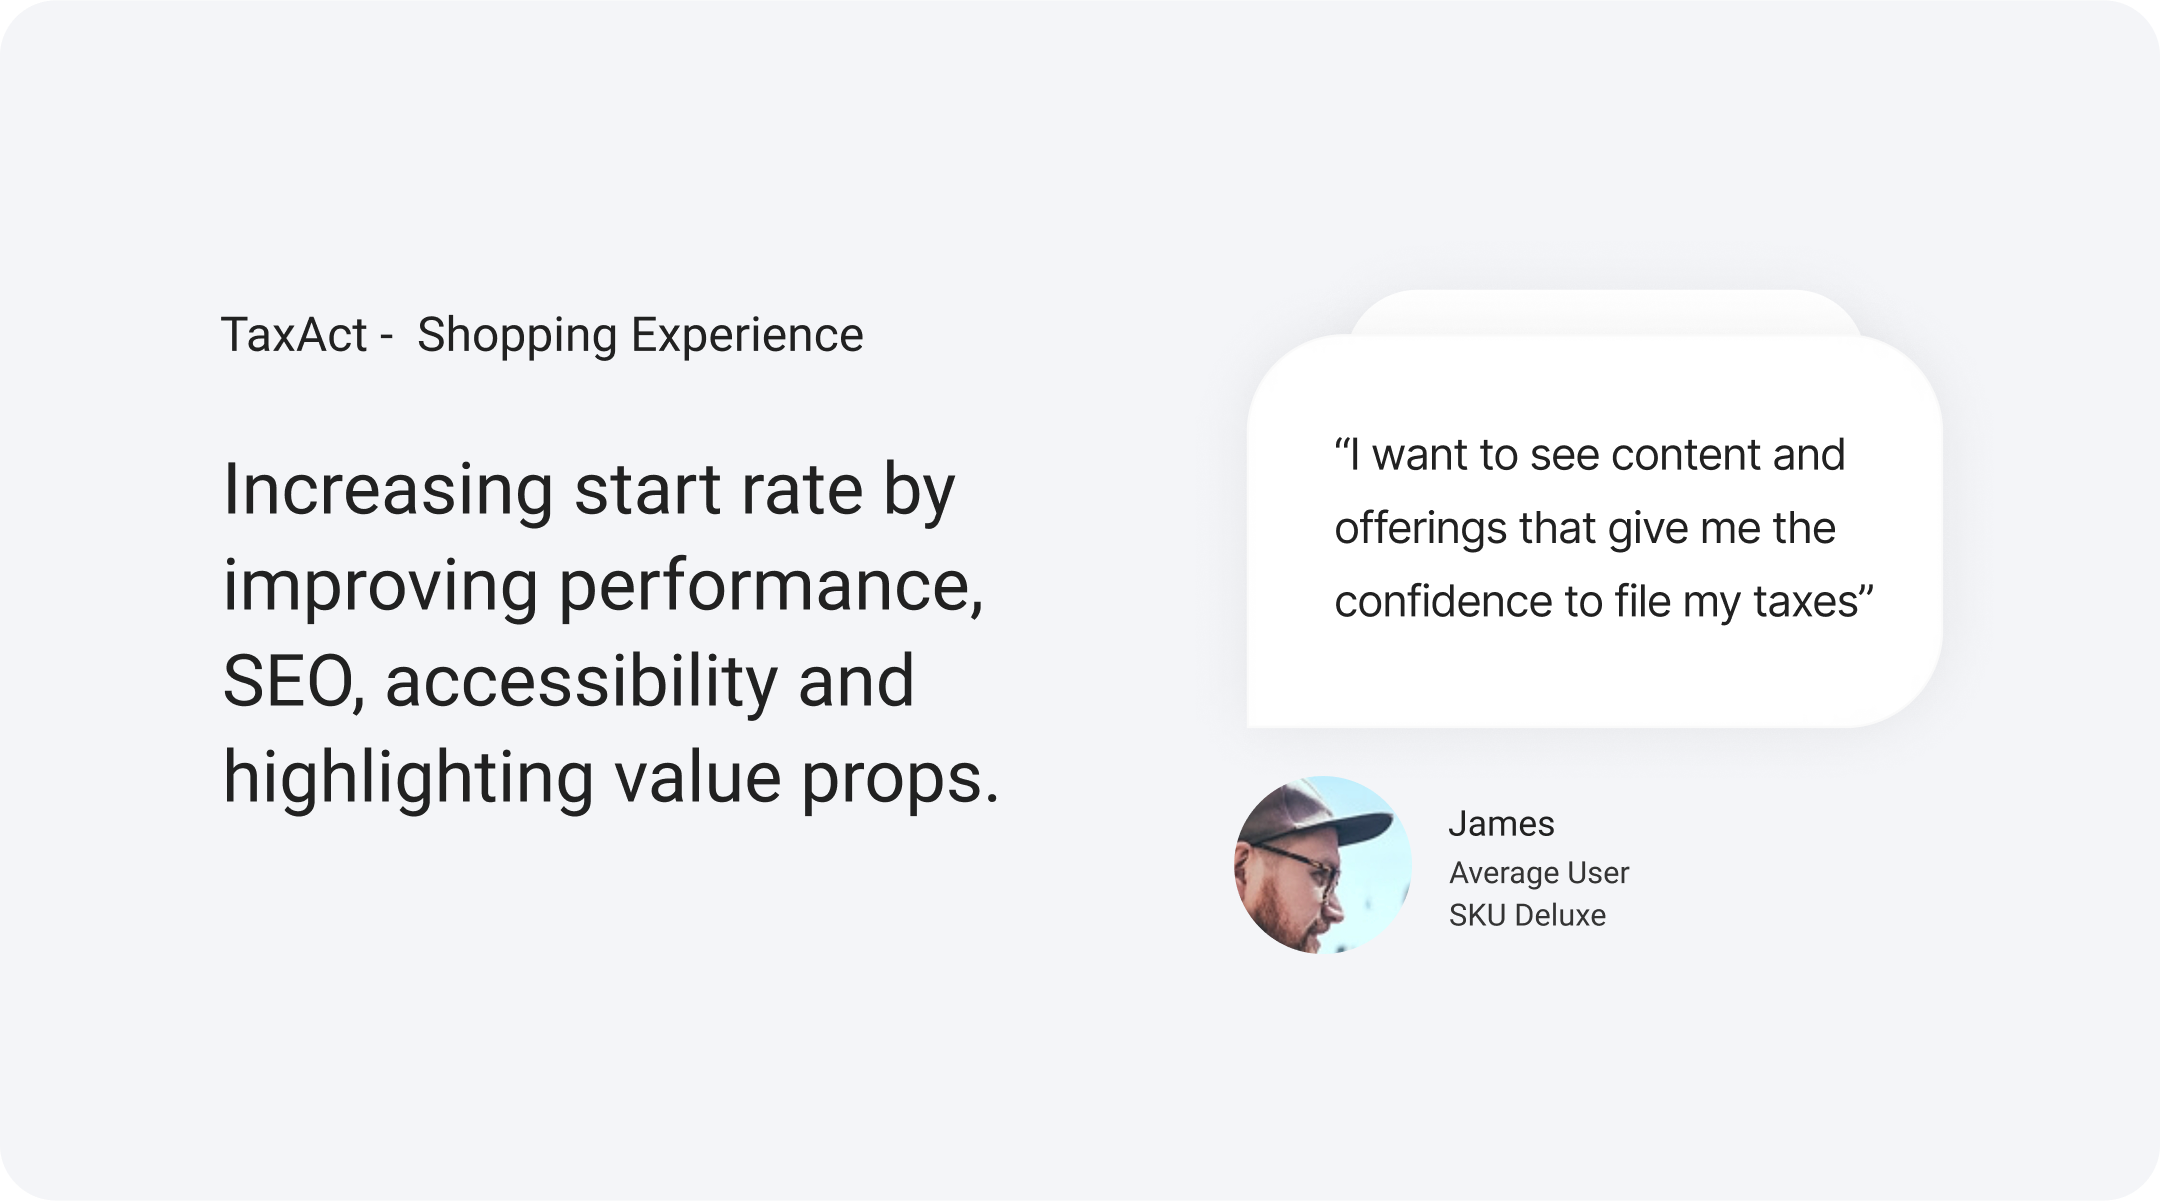 TaxAct -  Shopping Experience
Increasing start rate by
improving performance,
SEO, accessibility and
highlighting value props.
“I want to see content and
offerings that give me the
confidence to file my taxes”
James
Average User
SKU Deluxe